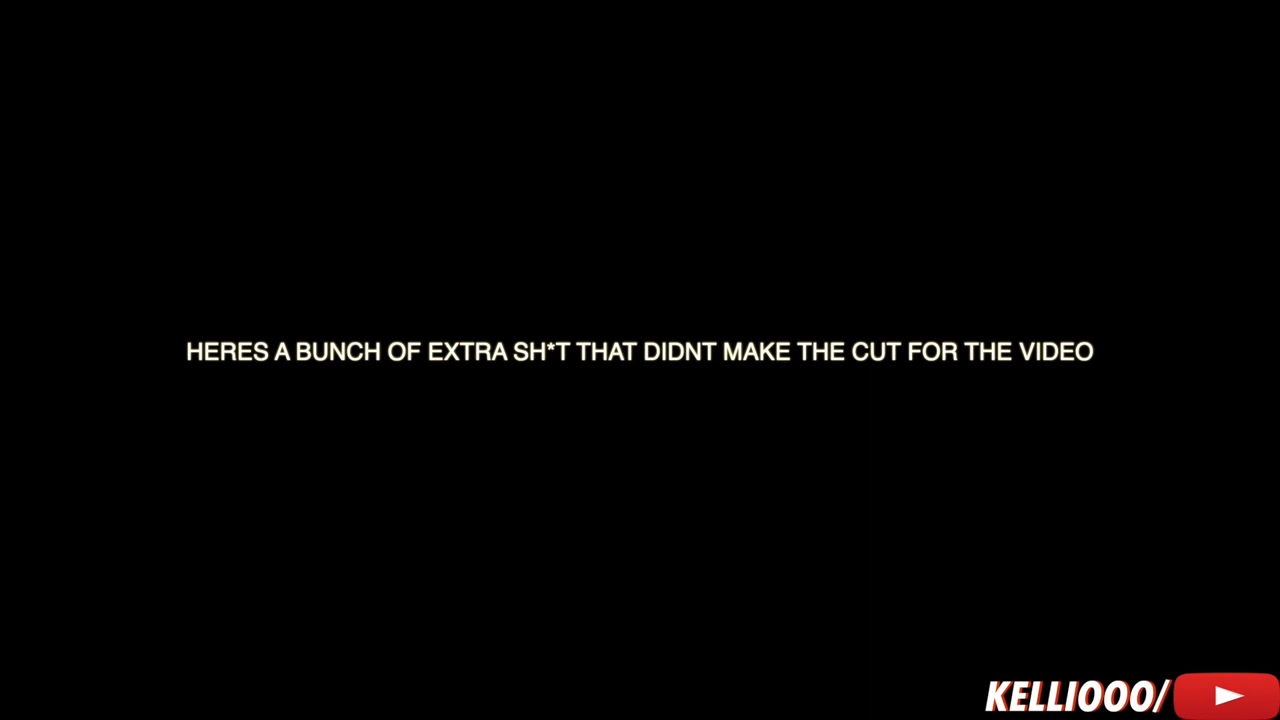 HERES A BUNCH OF EXTRA SH*T THAT DIDNT MAKE THE CUT FOR THE VIDEO
KELLIOOO/